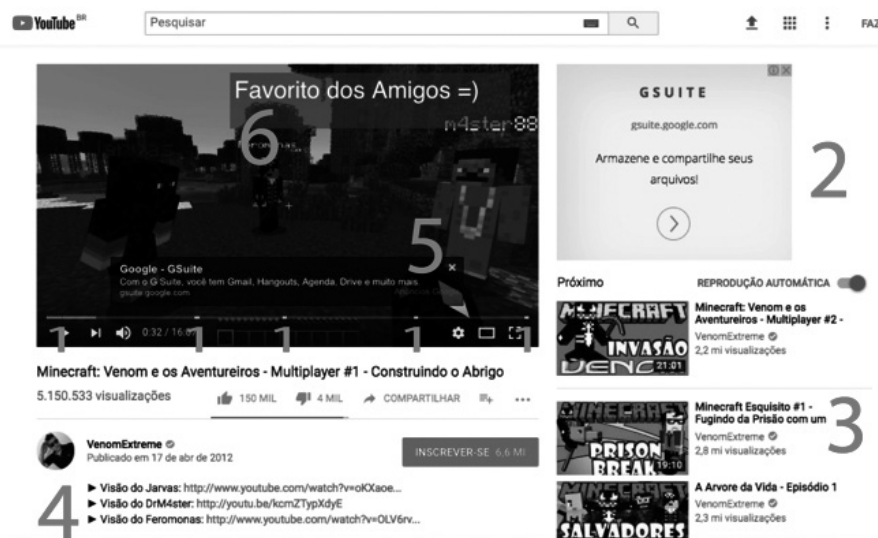 YouTube BR
Pesquisar
FAZ
Favorito dos Amigos =)
m4ster88
Feromonas
6
5
Google - GSuite
Com o G Suite, você tem Gmail, Hangouts, Agenda, Drive e muito mais
gsuite.google.com
0:32 / 16:0
1 1 1 1 1
Minecraft: Venom e os Aventureiros - Multiplayer #1 - Construindo o Abrigo
5.150.533 visualizações
150 MIL
4 MIL
COMPARTILHAR
VenomExtreme
Publicado em 17 de abr de 2012
INSCREVER-SE 6,6 MI
4
► Visão do Jarvas: http://www.youtube.com/watch?v=oKXaoe...
► Visão do DrM4ster: http://youtu.be/kcmZTypXdyE
► Visão do Feromonas: http://www.youtube.com/watch?v=OLV6rv...
GSUITE
gsuite.google.com
Armazene e compartilhe seus
arquivos!
2
Próximo
REPRODUÇÃO AUTOMÁTICA
MINECRAFT
INVASÃO
21:01
Minecraft: Venom e os
Aventureiros - Multiplayer #2 -
VenomExtreme
2,2 mi visualizações
MINECRAFT
PRISON
BREAK
19:10
Minecraft Esquisito #1 -
Fugindo da Prisão com um
VenomExtreme
2,8 mi visualizações
3
SALVADORES
A Arvore da Vida - Episódio 1
VenomExtreme
2,3 mi visualizações